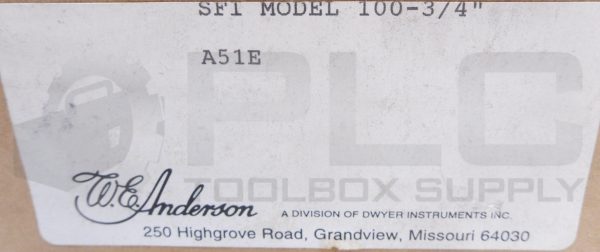 SFI MODEL 100-3/4"
A51E
PLC
TOOLBOX SUPPLY
W.E. Anderson A DIVISION OF DWYER INSTRUMENTS INC.
250 Highgrove Road, Grandview, Missouri 64030